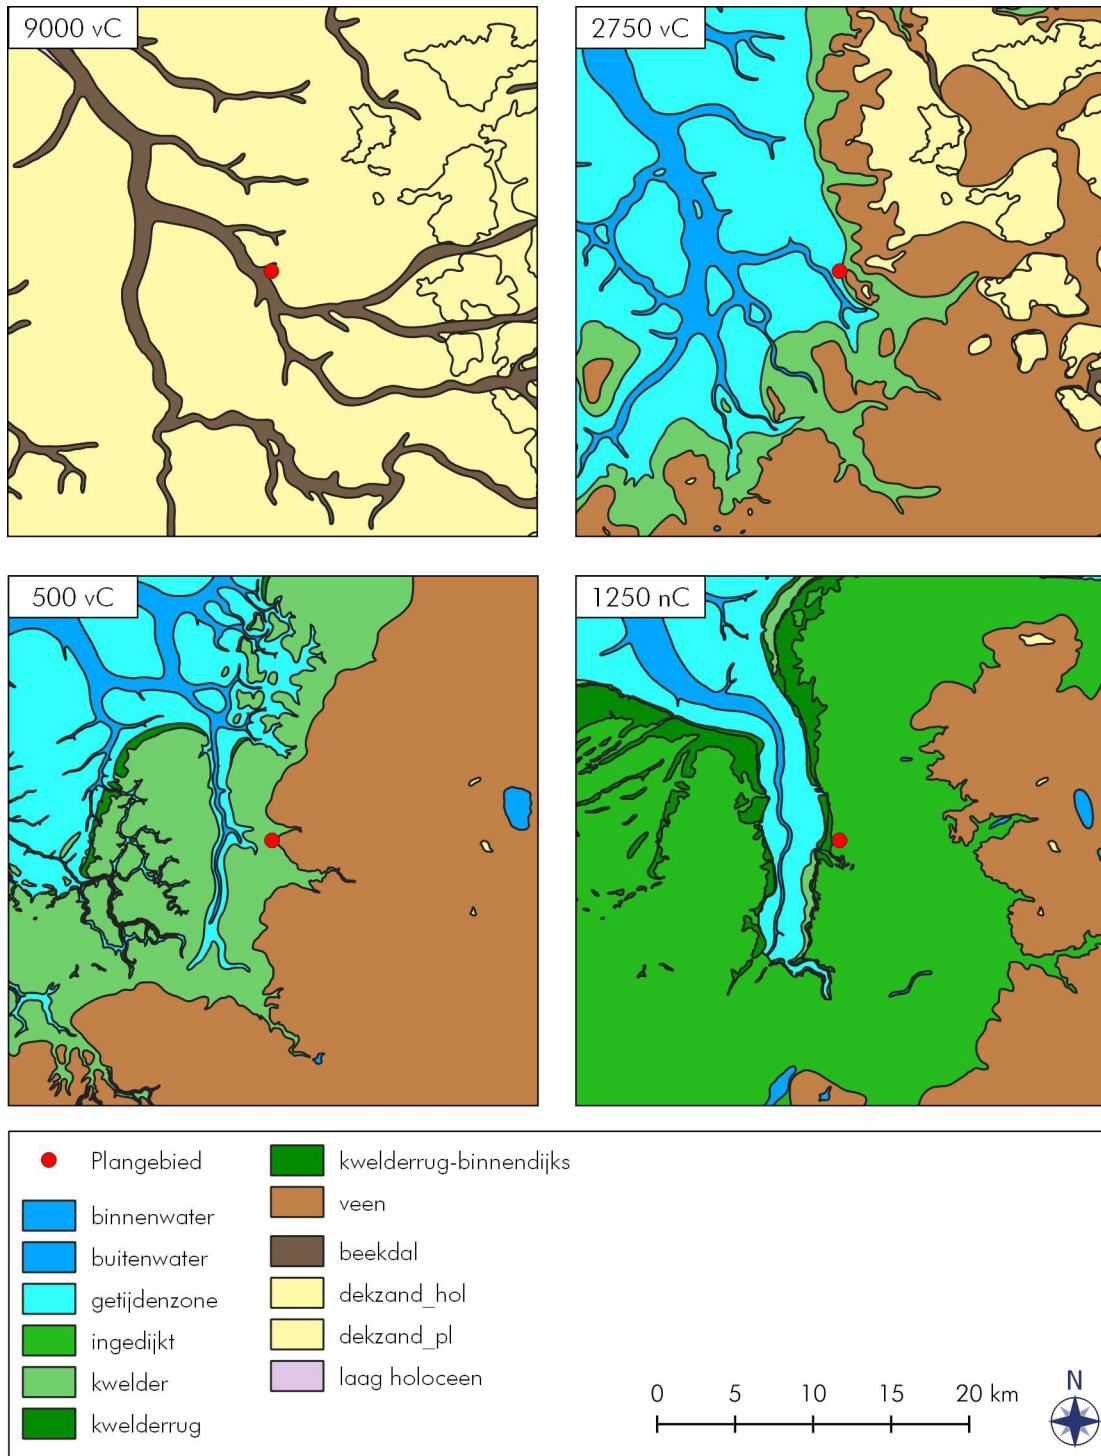 9000 vC
2750 vC
500 vC
1250 nC
Plangebied
binnenwater
buitenwater
getijdenzone
ingedijkt
kwelder
kwelderrug
kwelderrug-binnendijks
veen
beekdal
dekzand_hol
dekzand_pl
laag holoceen
0 5 10 15 20 km
N